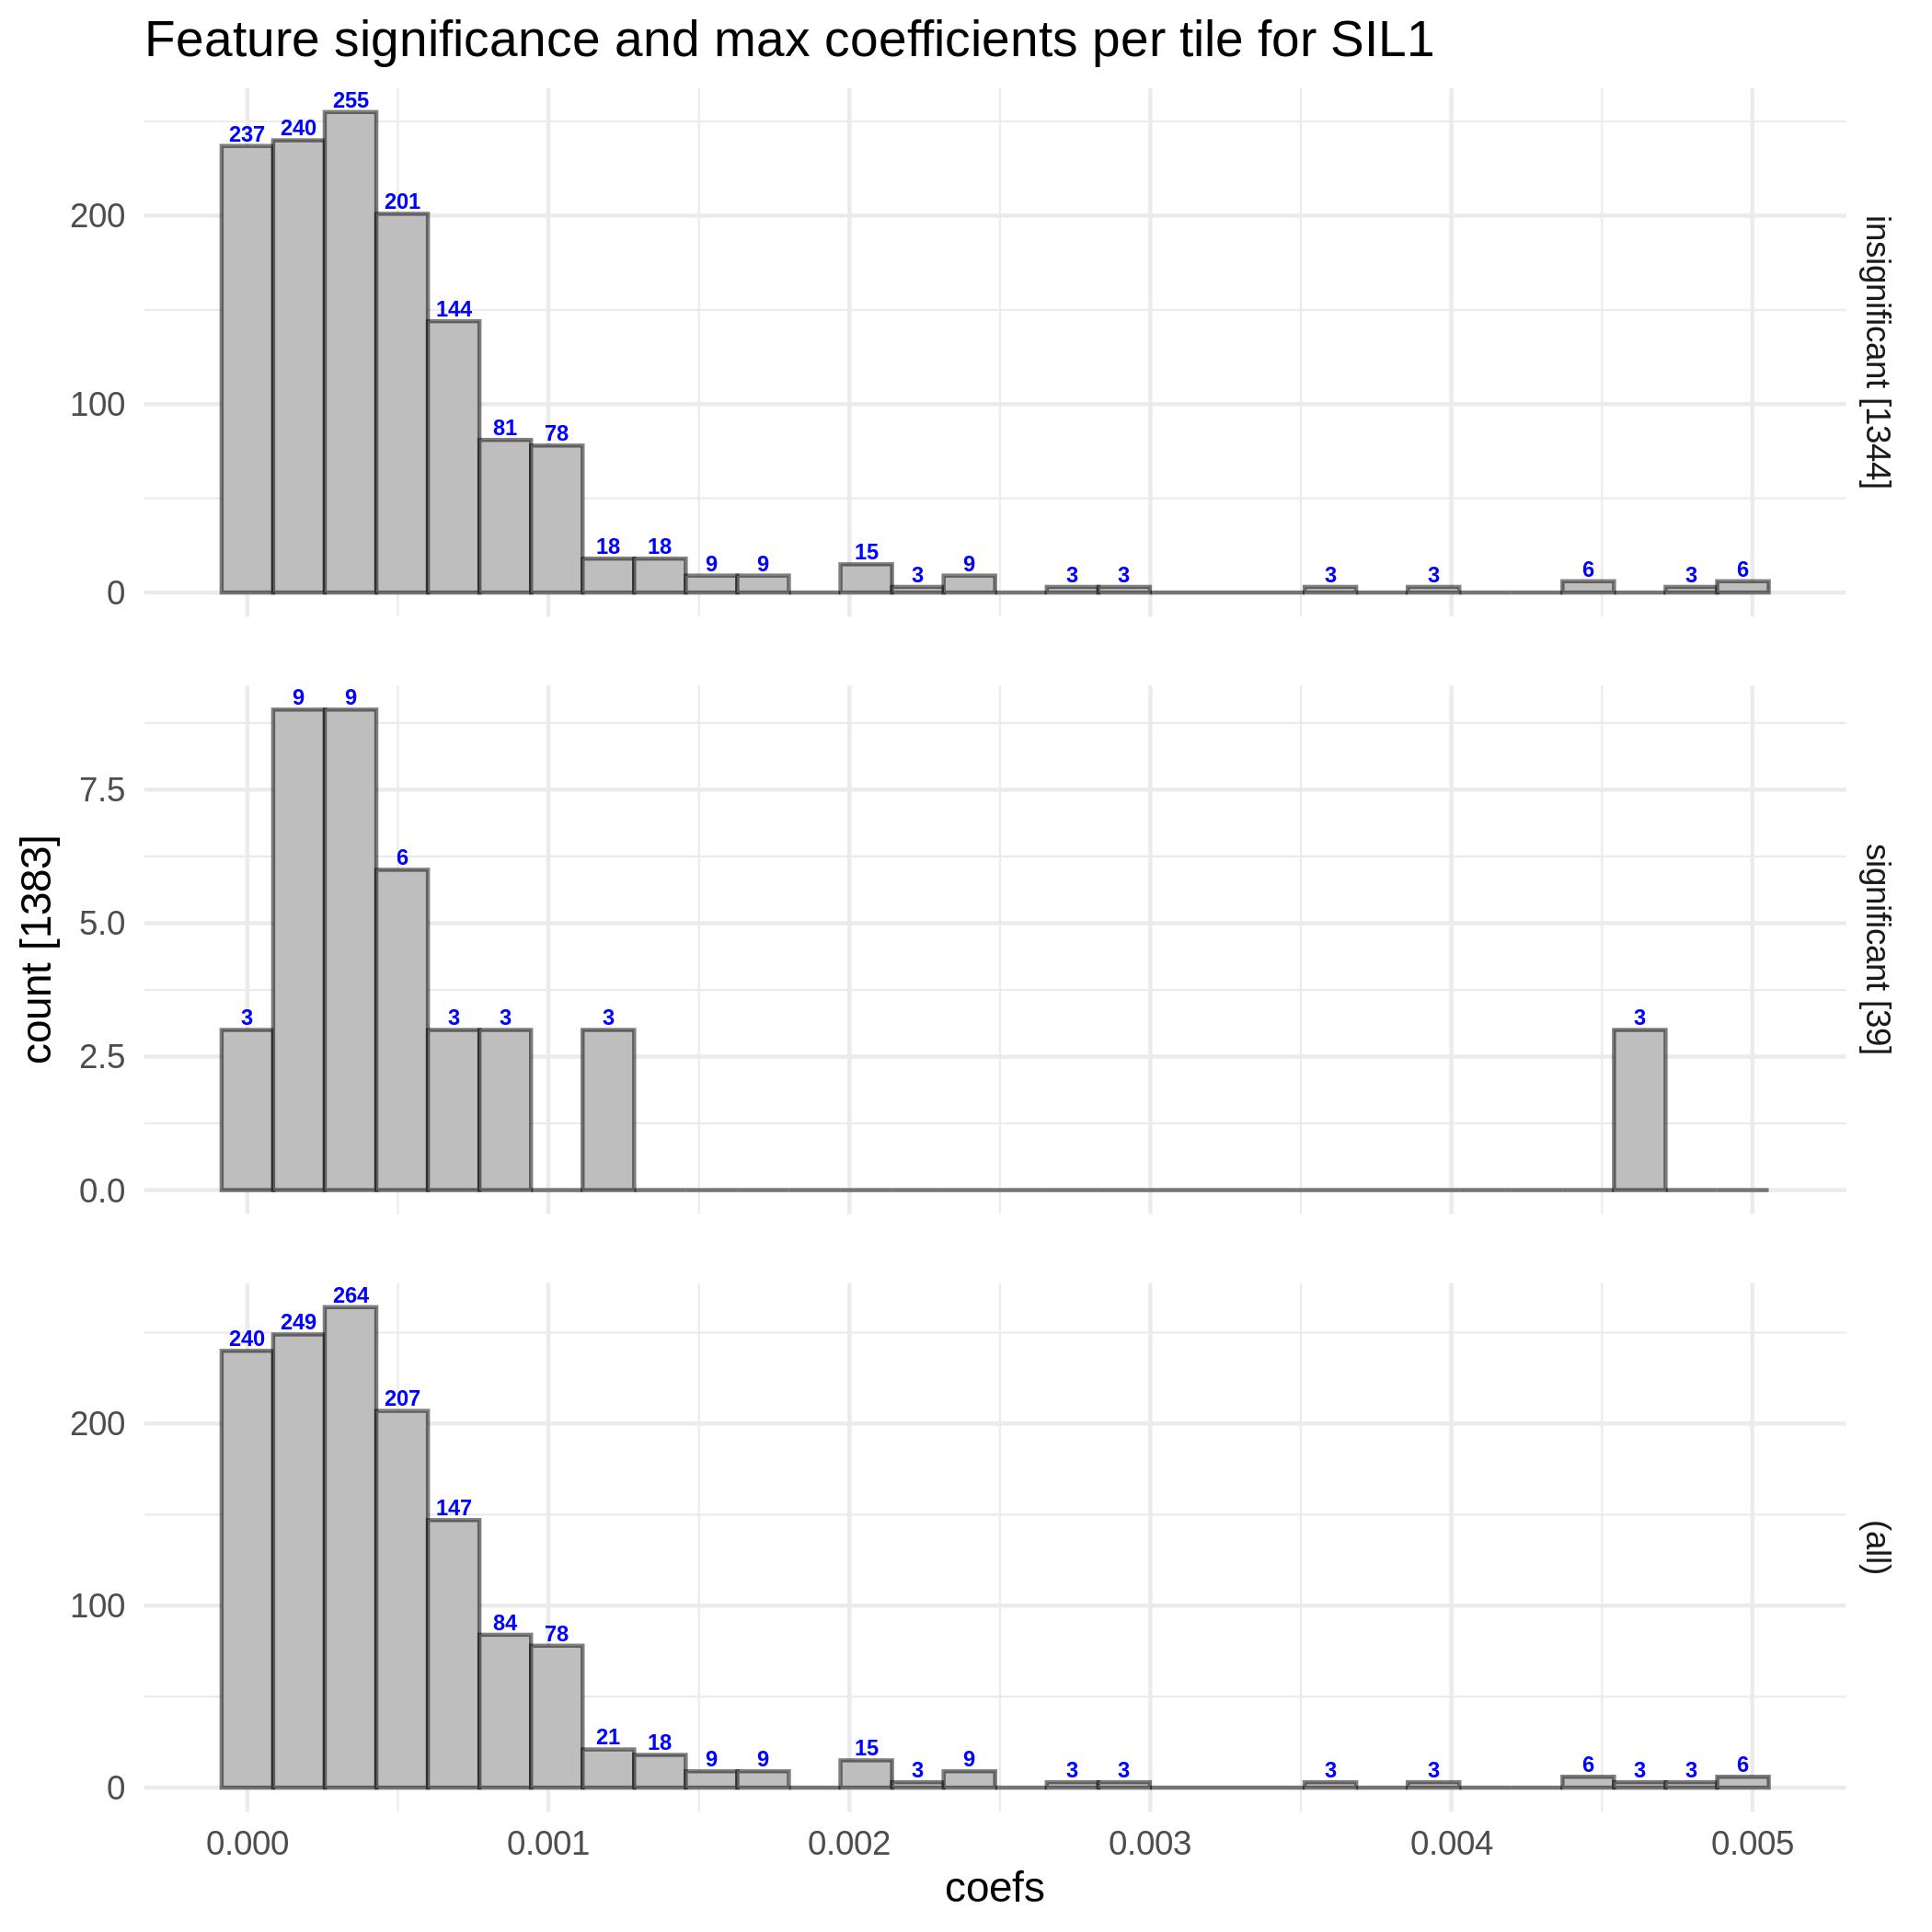 Feature significance and max coefficients per tile for SIL1
237 240 255 201 144 81 78 18 18 9 9 15 3 9 3 3 3 3 6 3 6
200
100
0
insignificant [1344]
3 9 9 6 3 3 3 3
7.5
5.0
2.5
0.0
significant [39]
count [1383]
240 249 264 207 147 84 78 21 18 9 9 15 3 9 3 3 3 3 6 3 3 6
200
100
0
(all)
0.000 0.001 0.002 0.003 0.004 0.005
coefs